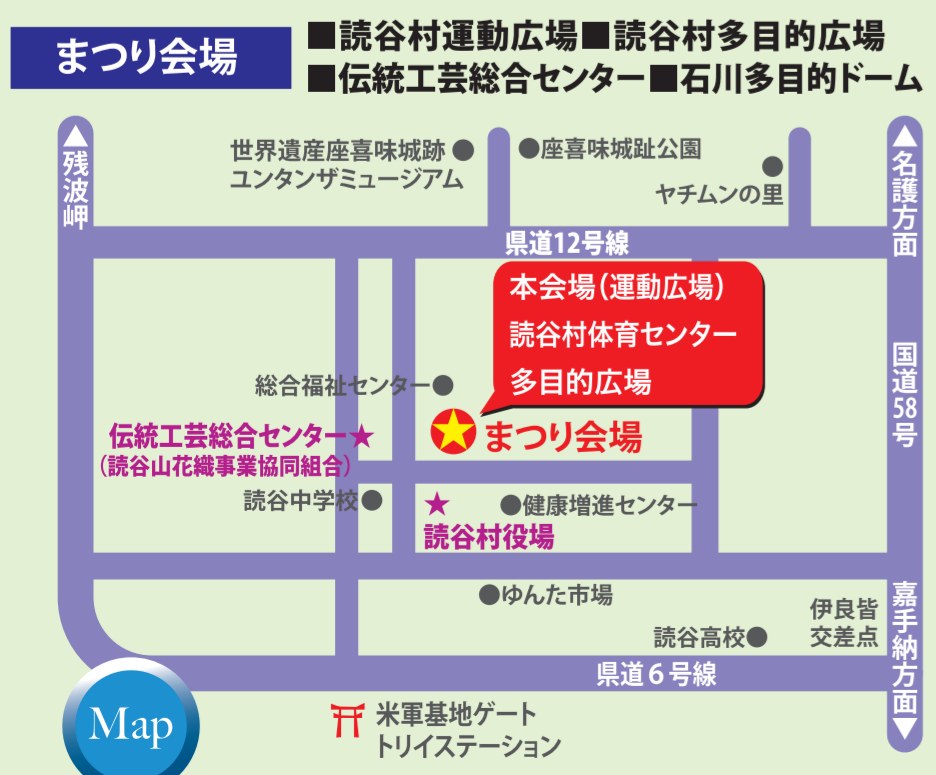 まつり会場
■読谷村運動広場■読谷村多目的広場
■伝統工芸総合センター■石川多目的ドーム
▲残波岬
世界遺産座喜味城跡●
ユンタンザミュージアム
●座喜味城趾公園
ヤチムンの里
▲名護方面
県道12号線
本会場(運動広場)
読谷村体育センター
多目的広場
国道58号
総合福祉センター●
まつり会場
伝統工芸総合センター★
(読谷山花織事業協同組合)
読谷中学校●
★
読谷村役場
●健康増進センター
●ゆんた市場
読谷高校●
伊良皆
交差点
嘉手納方面▼
県道6号線
Map
米軍基地ゲート
トリイステーション